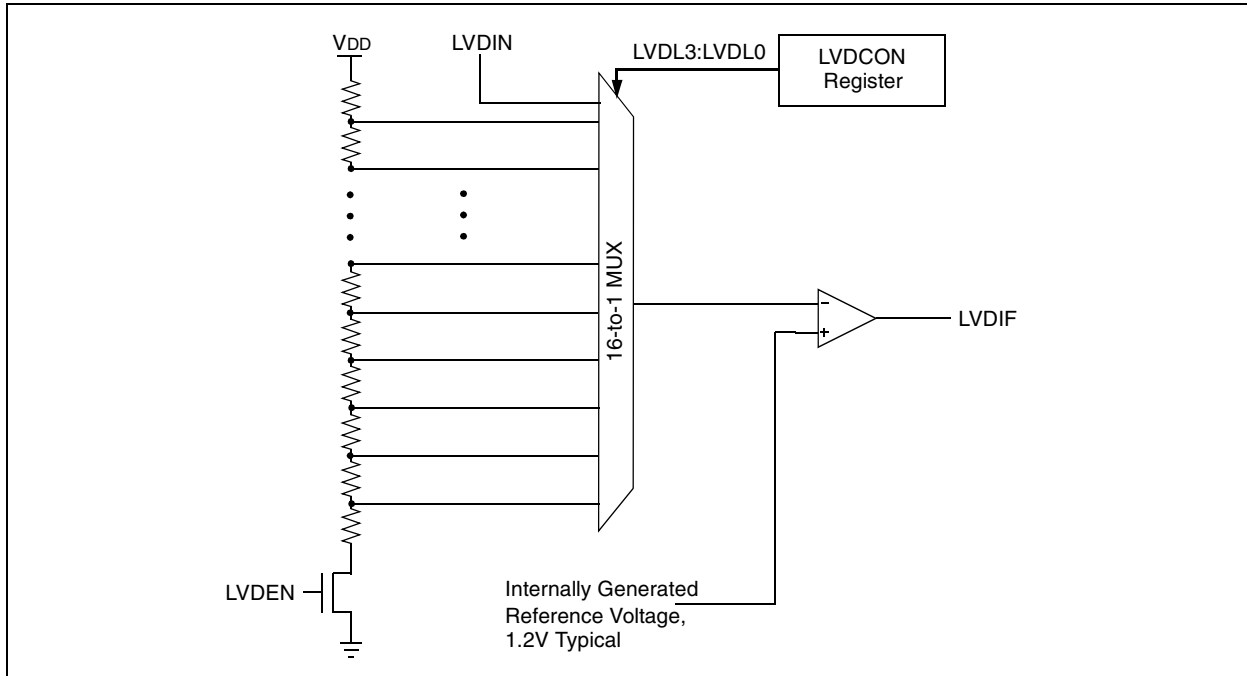 VDD
LVDIN
LVDL3:LVDL0
LVDCON
Register
16-to-1 MUX
−
+
LVDIF
LVDEN
Internally Generated
Reference Voltage,
1.2V Typical